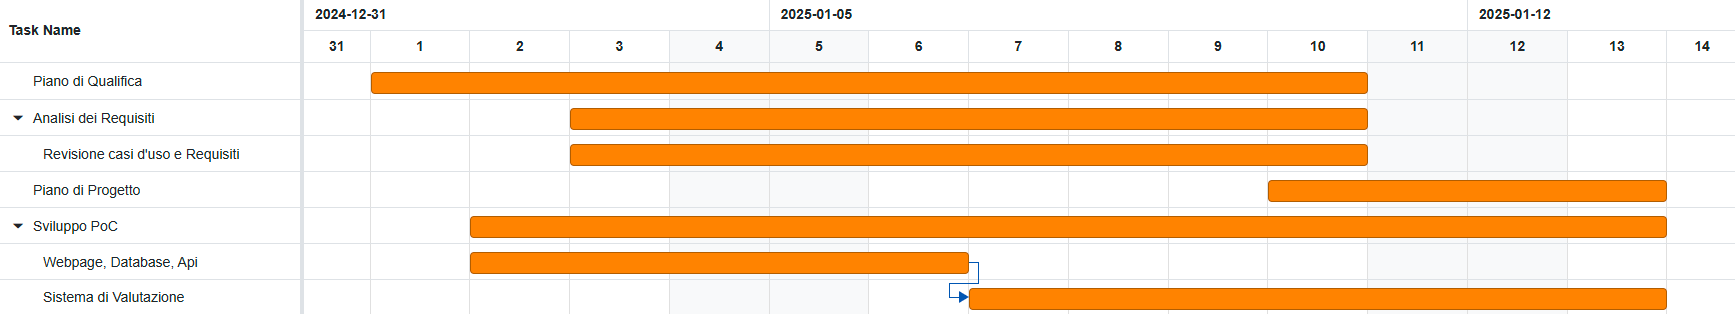 Task Name
2024-12-31 2025-01-05 2025-01-12
31 1 2 3 4 5 6 7 8 9 10 11 12 13 14
Piano di Qualifica
Analisi dei Requisiti
Revisione casi d'uso e Requisiti
Piano di Progetto
Sviluppo PoC
Webpage, Database, Api
Sistema di Valutazione